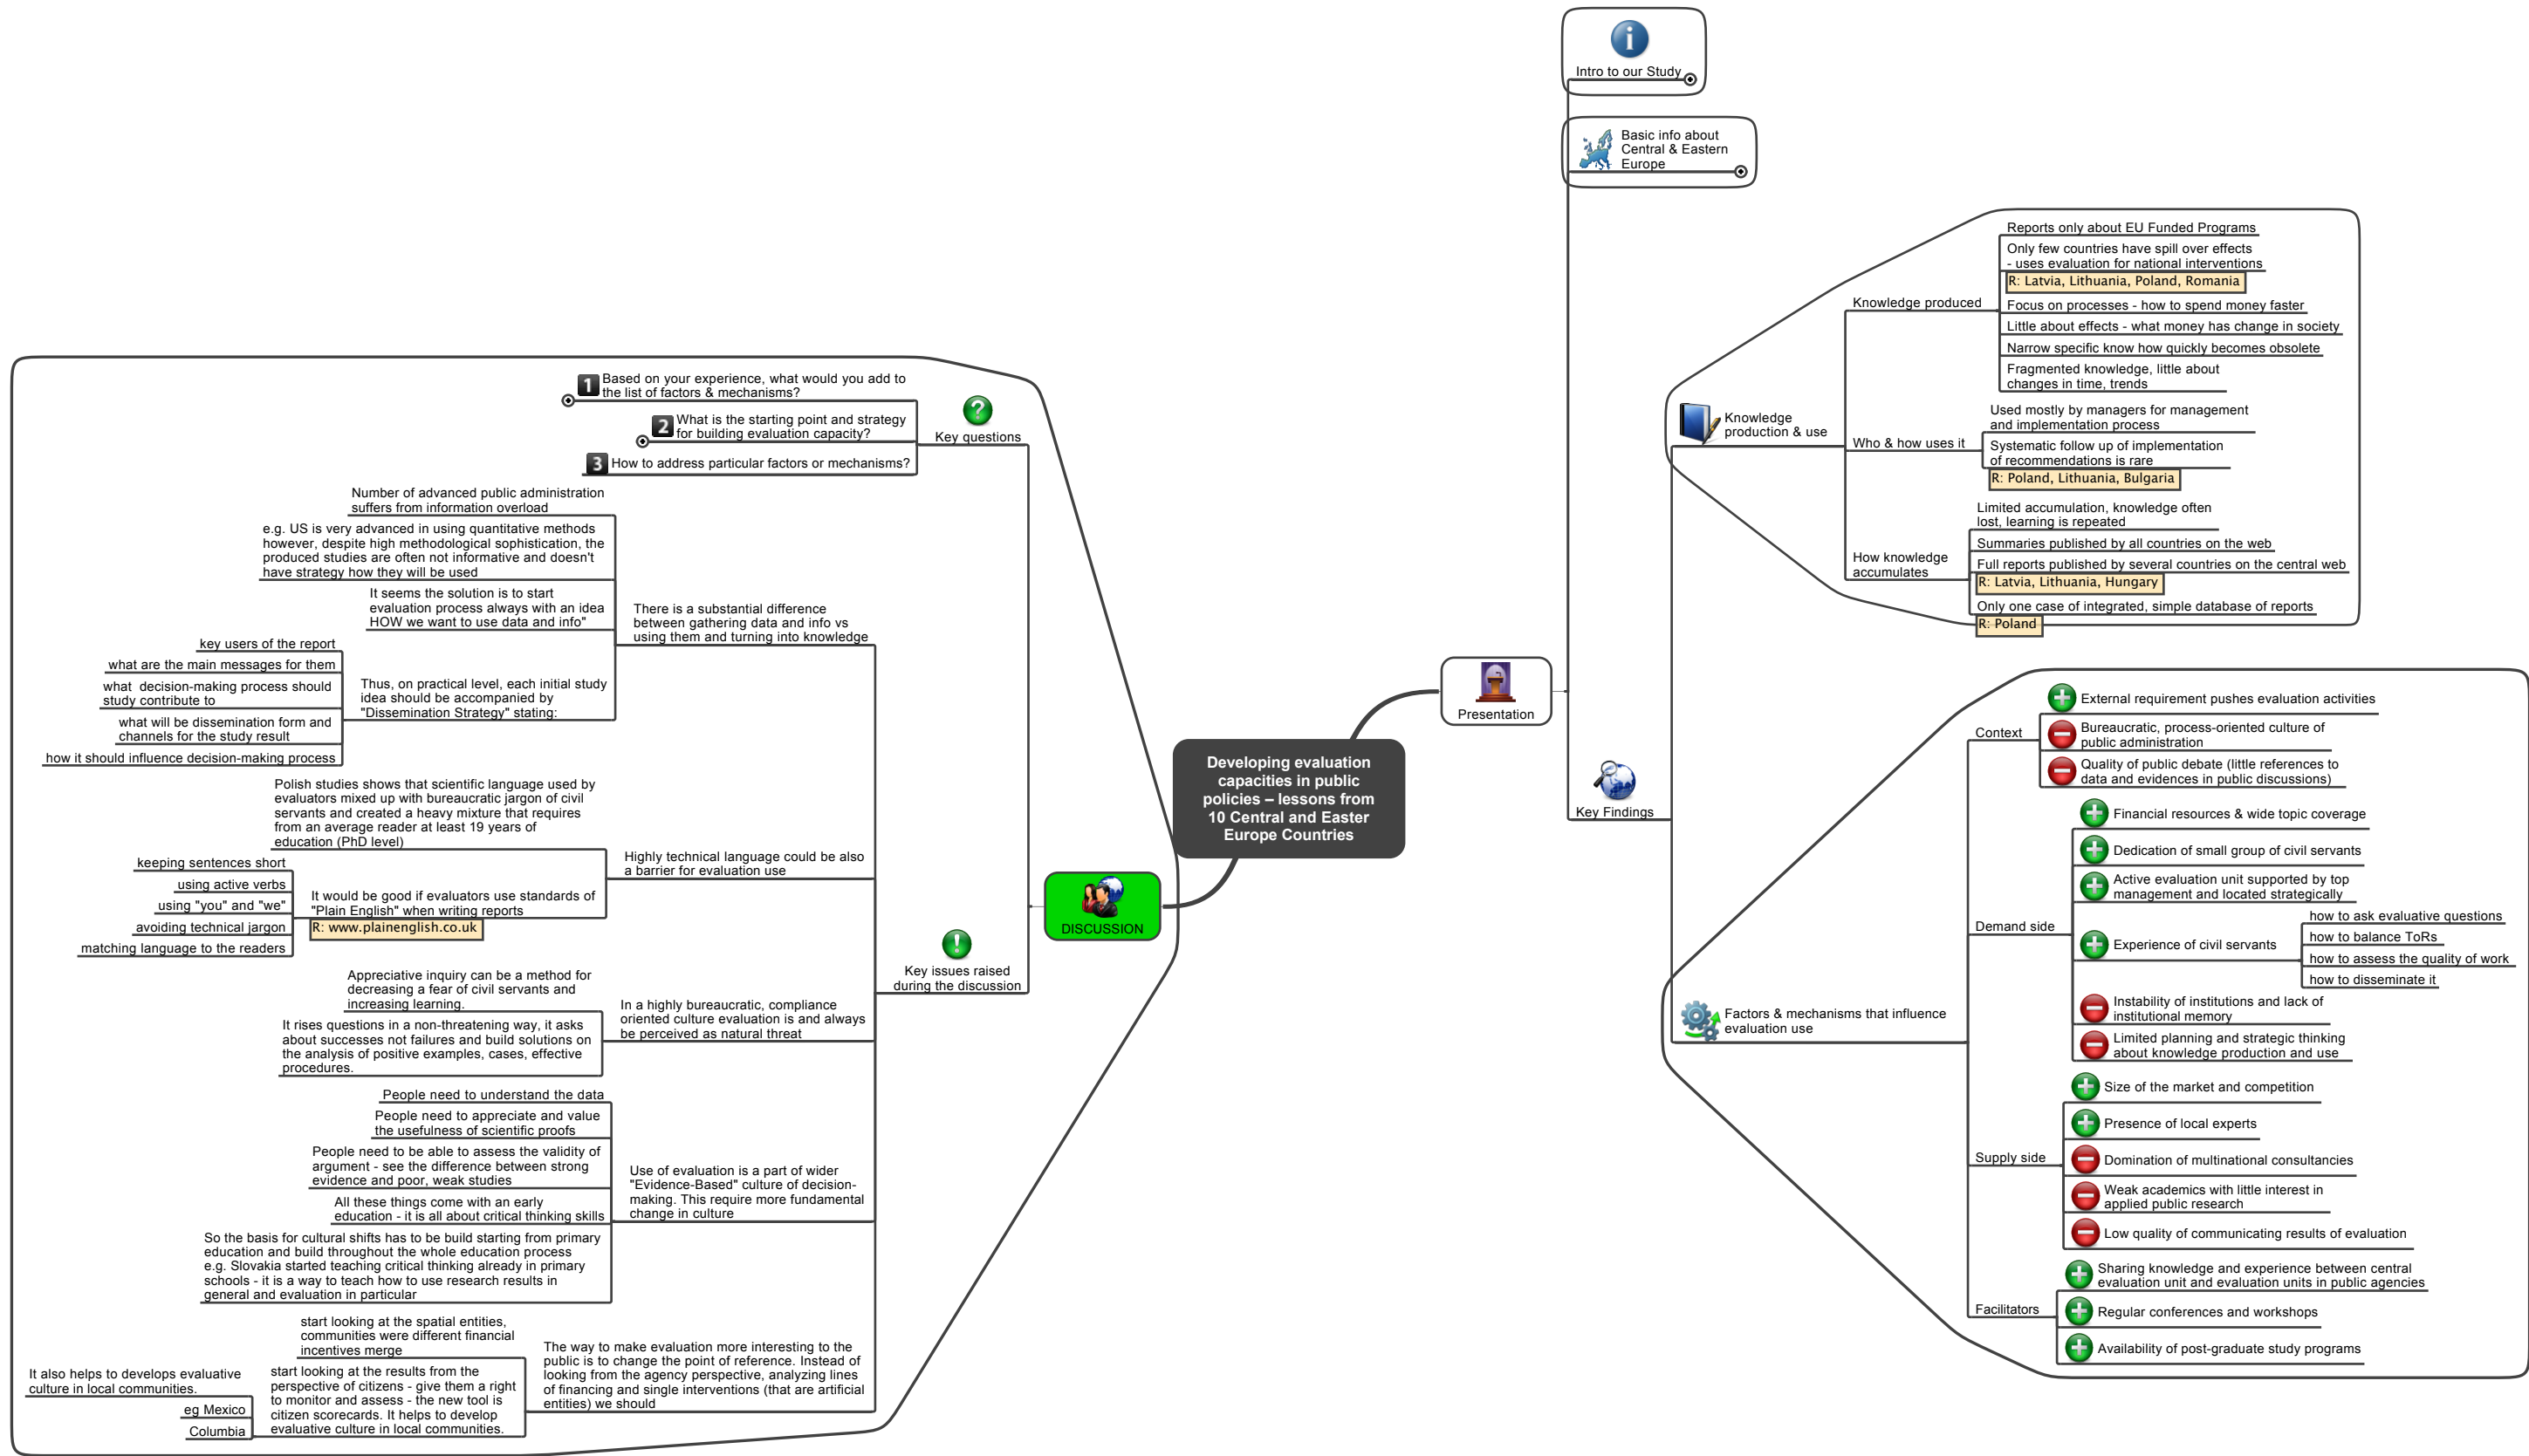 Developing evaluation
capacities in public
policies – lessons from
10 Central and Easter
Europe Countries
Presentation
Intro to our Study
Basic info about
Central & Eastern
Europe
Key Findings
Knowledge
production & use
Knowledge produced
Reports only about EU Funded Programs
Only few countries have spill over effects
- uses evaluation for national interventions
R: Latvia, Lithuania, Poland, Romania
Focus on processes - how to spend money faster
Little about effects - what money has change in society
Narrow specific know how quickly becomes obsolete
Fragmented knowledge, little about
changes in time, trends
Who & how uses it
Used mostly by managers for management
and implementation process
Systematic follow up of implementation
of recommendations is rare
R: Poland, Lithuania, Bulgaria
How knowledge
accumulates
Limited accumulation, knowledge often
lost, learning is repeated
Summaries published by all countries on the web
Full reports published by several countries on the central web
R: Latvia, Lithuania, Hungary
Only one case of integrated, simple database of reports
R: Poland
Factors & mechanisms that influence
evaluation use
Context
External requirement pushes evaluation activities
Bureaucratic, process-oriented culture of
public administration
Quality of public debate (little references to
data and evidences in public discussions)
Demand side
Financial resources & wide topic coverage
Dedication of small group of civil servants
Active evaluation unit supported by top
management and located strategically
Experience of civil servants
how to ask evaluative questions
how to balance ToRs
how to assess the quality of work
how to disseminate it
Instability of institutions and lack of
institutional memory
Limited planning and strategic thinking
about knowledge production and use
Supply side
Size of the market and competition
Presence of local experts
Domination of multinational consultancies
Weak academics with little interest in
applied public research
Low quality of communicating results of evaluation
Facilitators
Sharing knowledge and experience between central
evaluation unit and evaluation units in public agencies
Regular conferences and workshops
Availability of post-graduate study programs
DISCUSSION
Key questions
1 Based on your experience, what would you add to
the list of factors & mechanisms?
2 What is the starting point and strategy
for building evaluation capacity?
3 How to address particular factors or mechanisms?
Key issues raised
during the discussion
There is a substantial difference
between gathering data and info vs
using them and turning into knowledge
Number of advanced public administration
suffers from information overload
e.g. US is very advanced in using quantitative methods
however, despite high methodological sophistication, the
produced studies are often not informative and doesn't
have strategy how they will be used
It seems the solution is to start
evaluation process always with an idea
HOW we want to use data and info"
Thus, on practical level, each initial study
idea should be accompanied by
"Dissemination Strategy" stating:
key users of the report
what are the main messages for them
what decision-making process should
study contribute to
what will be dissemination form and
channels for the study result
how it should influence decision-making process
Highly technical language could be also
a barrier for evaluation use
Polish studies shows that scientific language used by
evaluators mixed up with bureaucratic jargon of civil
servants and created a heavy mixture that requires
from an average reader at least 19 years of
education (PhD level)
It would be good if evaluators use standards of
"Plain English" when writing reports
R: www.plainenglish.co.uk
keeping sentences short
using active verbs
using "you" and "we"
avoiding technical jargon
matching language to the readers
In a highly bureaucratic, compliance
oriented culture evaluation is and always
be perceived as natural threat
Appreciative inquiry can be a method for
decreasing a fear of civil servants and
increasing learning.
It rises questions in a non-threatening way, it asks
about successes not failures and build solutions on
the analysis of positive examples, cases, effective
procedures.
Use of evaluation is a part of wider
"Evidence-Based" culture of decision-
making. This require more fundamental
change in culture
People need to understand the data
People need to appreciate and value
the usefulness of scientific proofs
People need to be able to assess the validity of
argument - see the difference between strong
evidence and poor, weak studies
All these things come with an early
education - it is all about critical thinking skills
So the basis for cultural shifts has to be build starting from primary
education and build throughout the whole education process
e.g. Slovakia started teaching critical thinking already in primary
schools - it is a way to teach how to use research results in
general and evaluation in particular
The way to make evaluation more interesting to the
public is to change the point of reference. Instead of
looking from the agency perspective, analyzing lines
of financing and single interventions (that are artificial
entities) we should
start looking at the spatial entities,
communities were different financial
incentives merge
start looking at the results from the
perspective of citizens - give them a right
to monitor and assess - the new tool is
citizen scorecards. It helps to develop
evaluative culture in local communities.
It also helps to develops evaluative
culture in local communities.
eg Mexico
Columbia